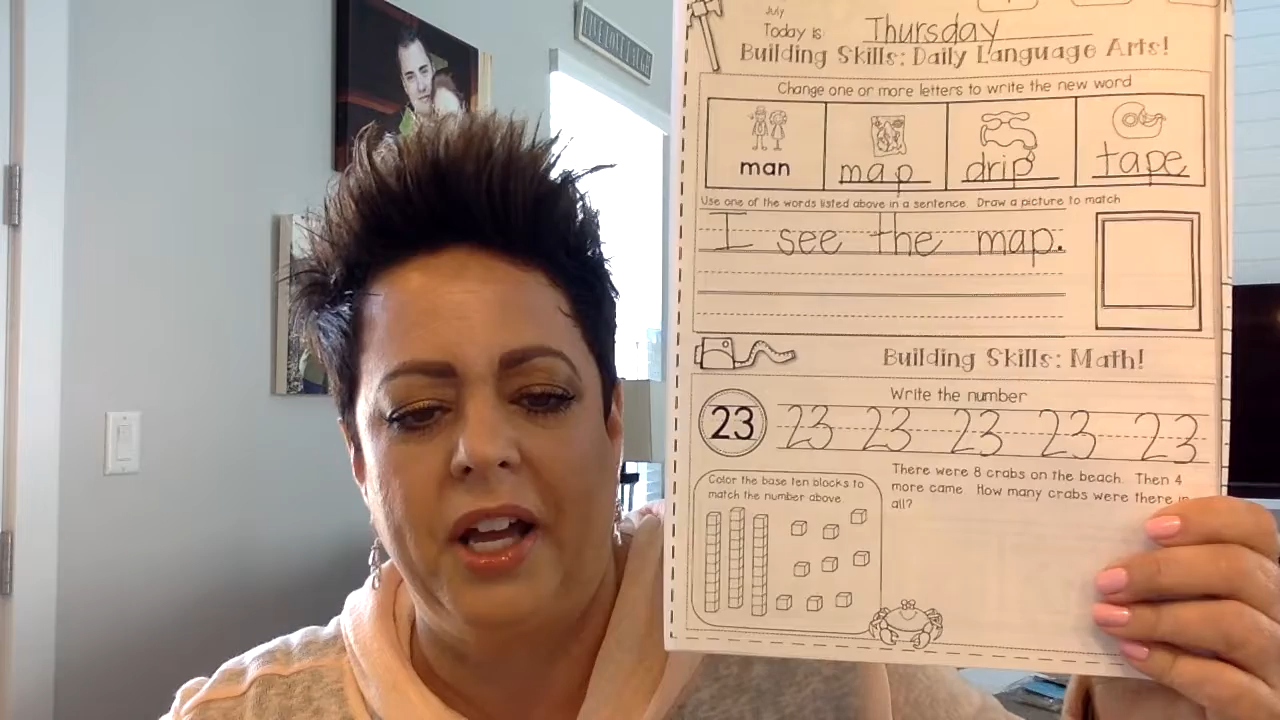 LIVE LOVE LAUGH
July
Today is: Thursday
Building Skills: Daily Language Arts!
Change one or more letters to write the new word
man map drip tape
Use one of the words listed above in a sentence. Draw a picture to match
I see the map.
Building Skills: Math!
Write the number
23 23 23 23 23 23
Color the base ten blocks to
match the number above.
There were 8 crabs on the beach. Then 4
more came. How many crabs were there in
all?